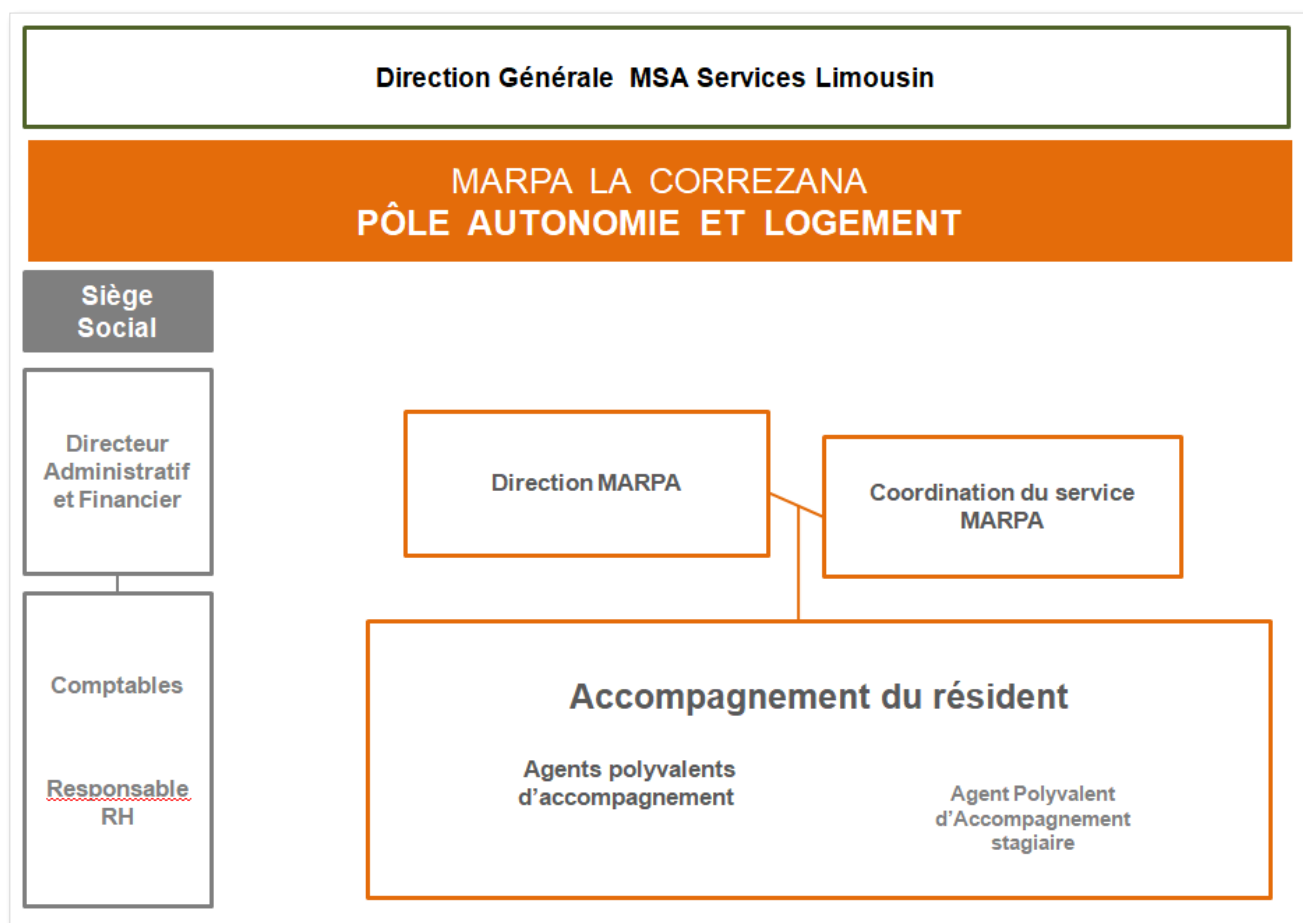 Direction Générale MSA Services Limousin
MARPA LA CORREZANA
PÔLE AUTONOMIE ET LOGEMENT
Siège
Social
Directeur
Administratif
et Financier
Direction MARPA
Coordination du service
MARPA
Comptables
Responsable
RH
Accompagnement du résident
Agents polyvalents
d’accompagnement
Agent Polyvalent
d’Accompagnement
stagiaire